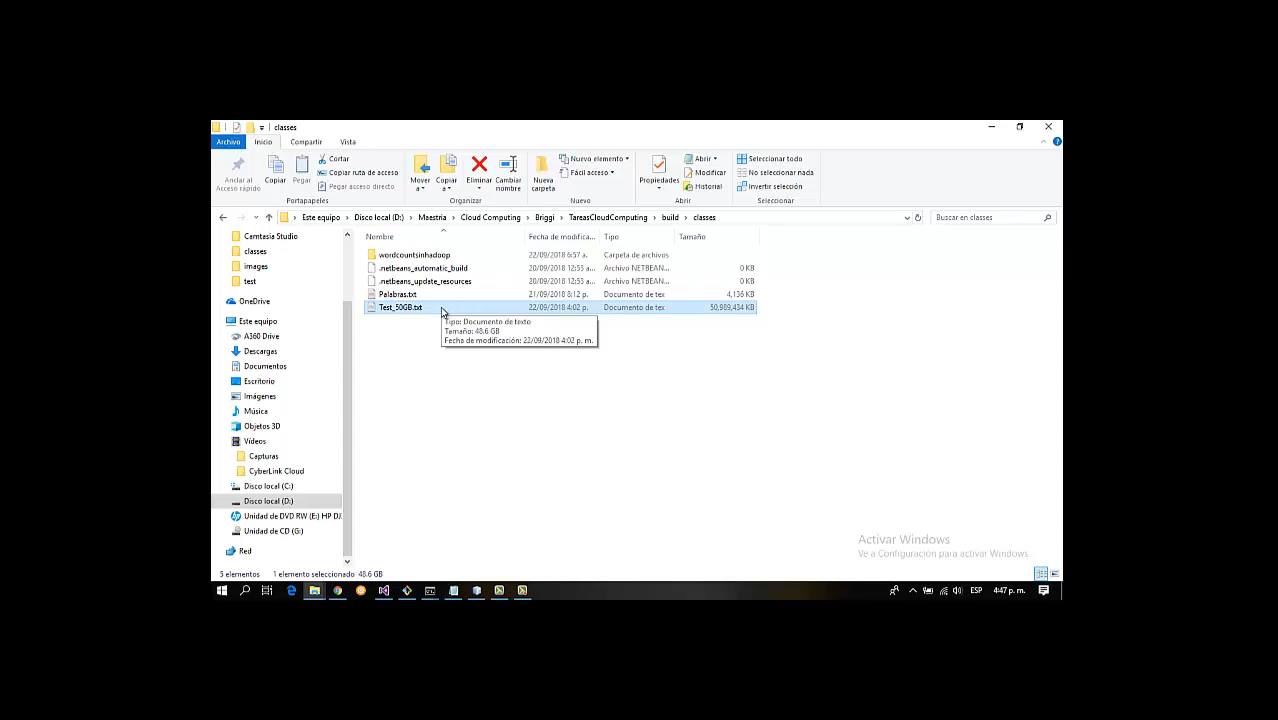 classes
Archivo Inicio Compartir Vista
Anclar al Acceso rápido
Copiar
Pegar
Cortar
Copiar ruta de acceso
Pegar acceso directo
Mover a
Copiar a
Eliminar
Cambiar nombre
Nueva carpeta
Nuevo elemento
Fácil acceso
Propiedades
Abrir
Modificar
Historial
Seleccionar todo
No seleccionar nada
Invertir selección
Portapapeles Organizar Nuevo Abrir Seleccionar
Este equipo > Disco local (D:) > Maestria > Cloud Computing > Briggi > TareasCloudComputing > build > classes
Buscar en classes
Camtasia Studio
classes
images
test
OneDrive
Este equipo
A360 Drive
Descargas
Documentos
Escritorio
Imágenes
Música
Objetos 3D
Vídeos
Capturas
CyberLink Cloud
Disco local (C:)
Disco local (D:)
Unidad de DVD RW (E:) HP DJ
Unidad de CD (G:)
Red
Nombre Fecha de modifica... Tipo Tamaño
wordcountsinhadoop 22/09/2018 6:57 a. Carpeta de archivos
.netbeans_automatic_build 20/09/2018 12:53 a... Archivo NETBEAN... 0 KB
.netbeans_update_resources 20/09/2018 12:53 a... Archivo NETBEAN... 0 KB
Palabras.txt 21/09/2018 8:12 p. Documento de tex 4,136 KB
Test_50GB.txt 22/09/2018 4:02 p. Documento de tex 50,989,434 KB
Tipo: Documento de texto
Tamaño: 48.6 GB
Fecha de modificación: 22/09/2018 4:02 p. m.
Activar Windows
Ve a Configuración para activar Windows.
5 elementos 1 elemento seleccionado 48.6 GB
ESP 4:47 p. m.